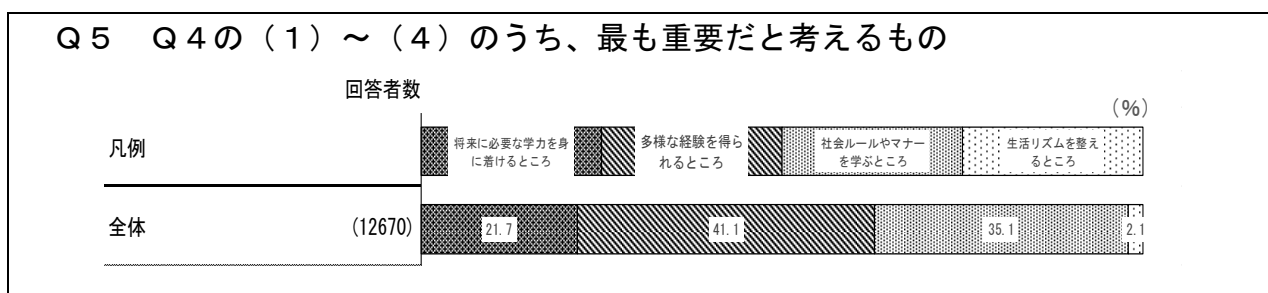 Ｑ５　Ｑ４の（１）～（４）のうち、最も重要だと考えるもの
回答者数
（％）
凡例
将来に必要な学力を身
に着けるところ
多様な経験を得ら
れるところ
社会ルールやマナー
を学ぶところ
生活リズムを整え
るところ
全体
(12670)
21.7
41.1
35.1
2.1